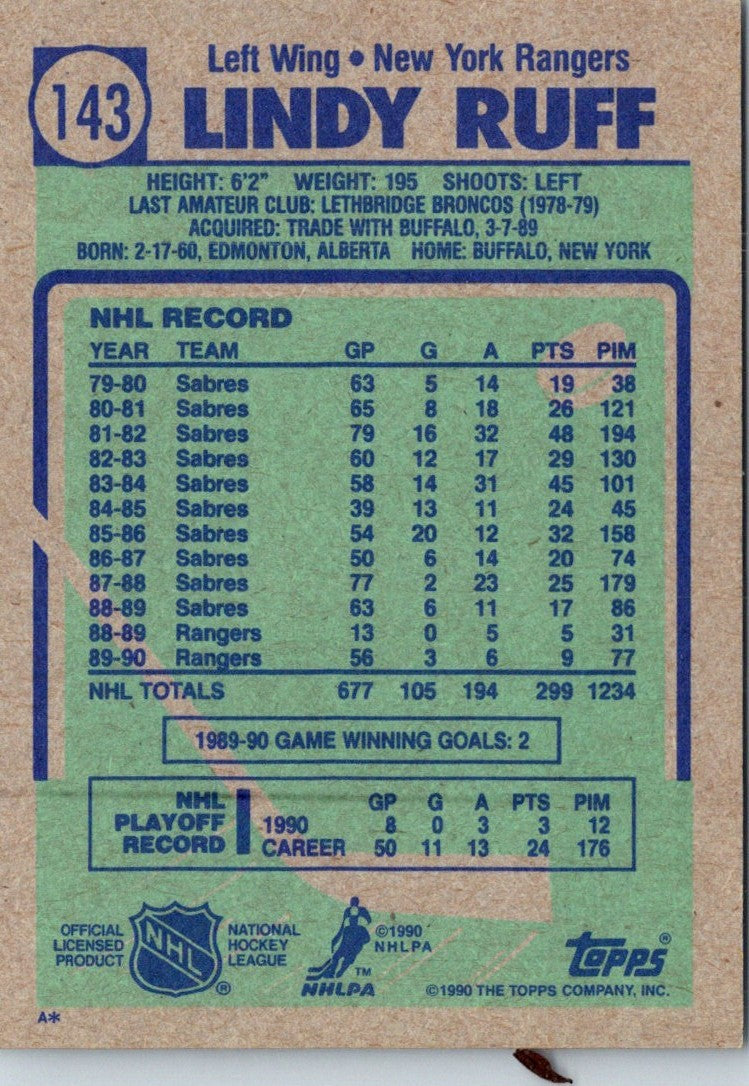 143
Left Wing • New York Rangers
LINDY RUFF
HEIGHT: 6'2" WEIGHT: 195 SHOOTS: LEFT
LAST AMATEUR CLUB: LETHBRIDGE BRONCOS (1978-79)
ACQUIRED: TRADE WITH BUFFALO, 3-7-89
BORN: 2-17-60, EDMONTON, ALBERTA HOME: BUFFALO, NEW YORK
NHL RECORD
YEAR TEAM GP G A PTS PIM
79-80 Sabres 63 5 14 19 38
80-81 Sabres 65 8 18 26 121
81-82 Sabres 79 16 32 48 194
82-83 Sabres 60 12 17 29 130
83-84 Sabres 58 14 31 45 101
84-85 Sabres 39 13 11 24 45
85-86 Sabres 54 20 12 32 158
86-87 Sabres 50 6 14 20 74
87-88 Sabres 77 2 23 25 179
88-89 Sabres 63 6 11 17 86
88-89 Rangers 13 0 5 5 31
89-90 Rangers 56 3 6 9 77
NHL TOTALS 677 105 194 299 1234
1989-90 GAME WINNING GOALS: 2
NHL PLAYOFF RECORD
GP G A PTS PIM
1990 8 0 3 3 12
CAREER 50 11 13 24 176
OFFICIAL LICENSED PRODUCT
NHL ®
NATIONAL HOCKEY LEAGUE
©1990 NHLPA
TM
NHLPA
TOPPS®
©1990 THE TOPPS COMPANY, INC.
A*